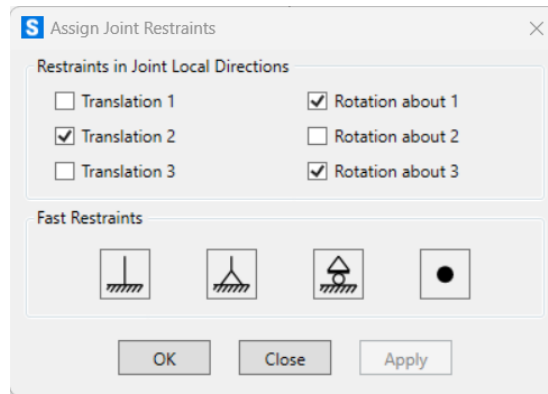 S Assign Joint Restraints
Restraints in Joint Local Directions
Translation 1 Rotation about 1
Translation 2 Rotation about 2
Translation 3 Rotation about 3
Fast Restraints
OK Close Apply